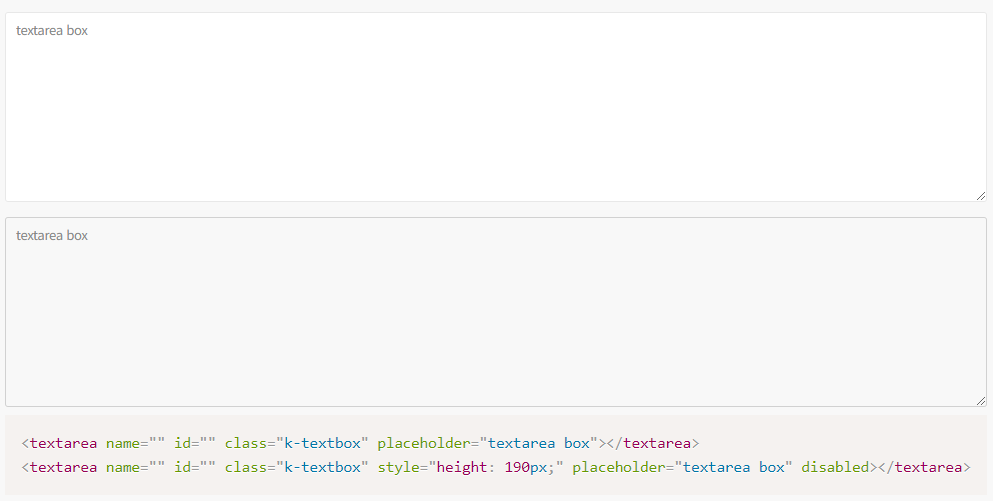 textarea box
textarea box
<textarea name="" id="" class="k-textbox" placeholder="textarea box"></textarea>
<textarea name="" id="" class="k-textbox" style="height: 190px;" placeholder="textarea box" disabled></textarea>